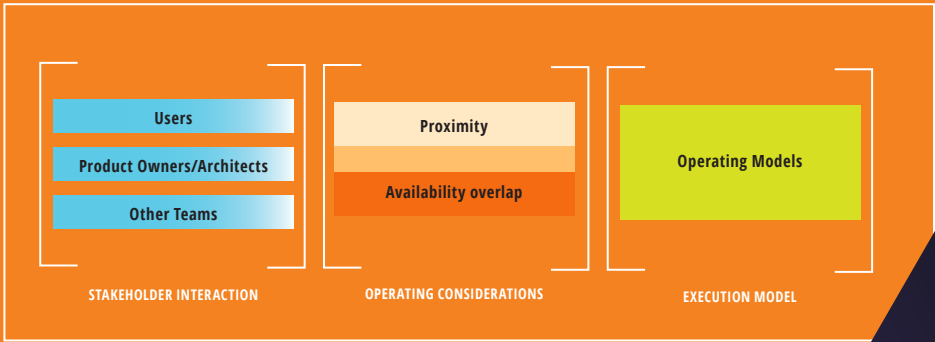 Users
Product Owners/Architects
Other Teams
STAKEHOLDER INTERACTION
Proximity
Availability overlap
OPERATING CONSIDERATIONS
Operating Models
EXECUTION MODEL